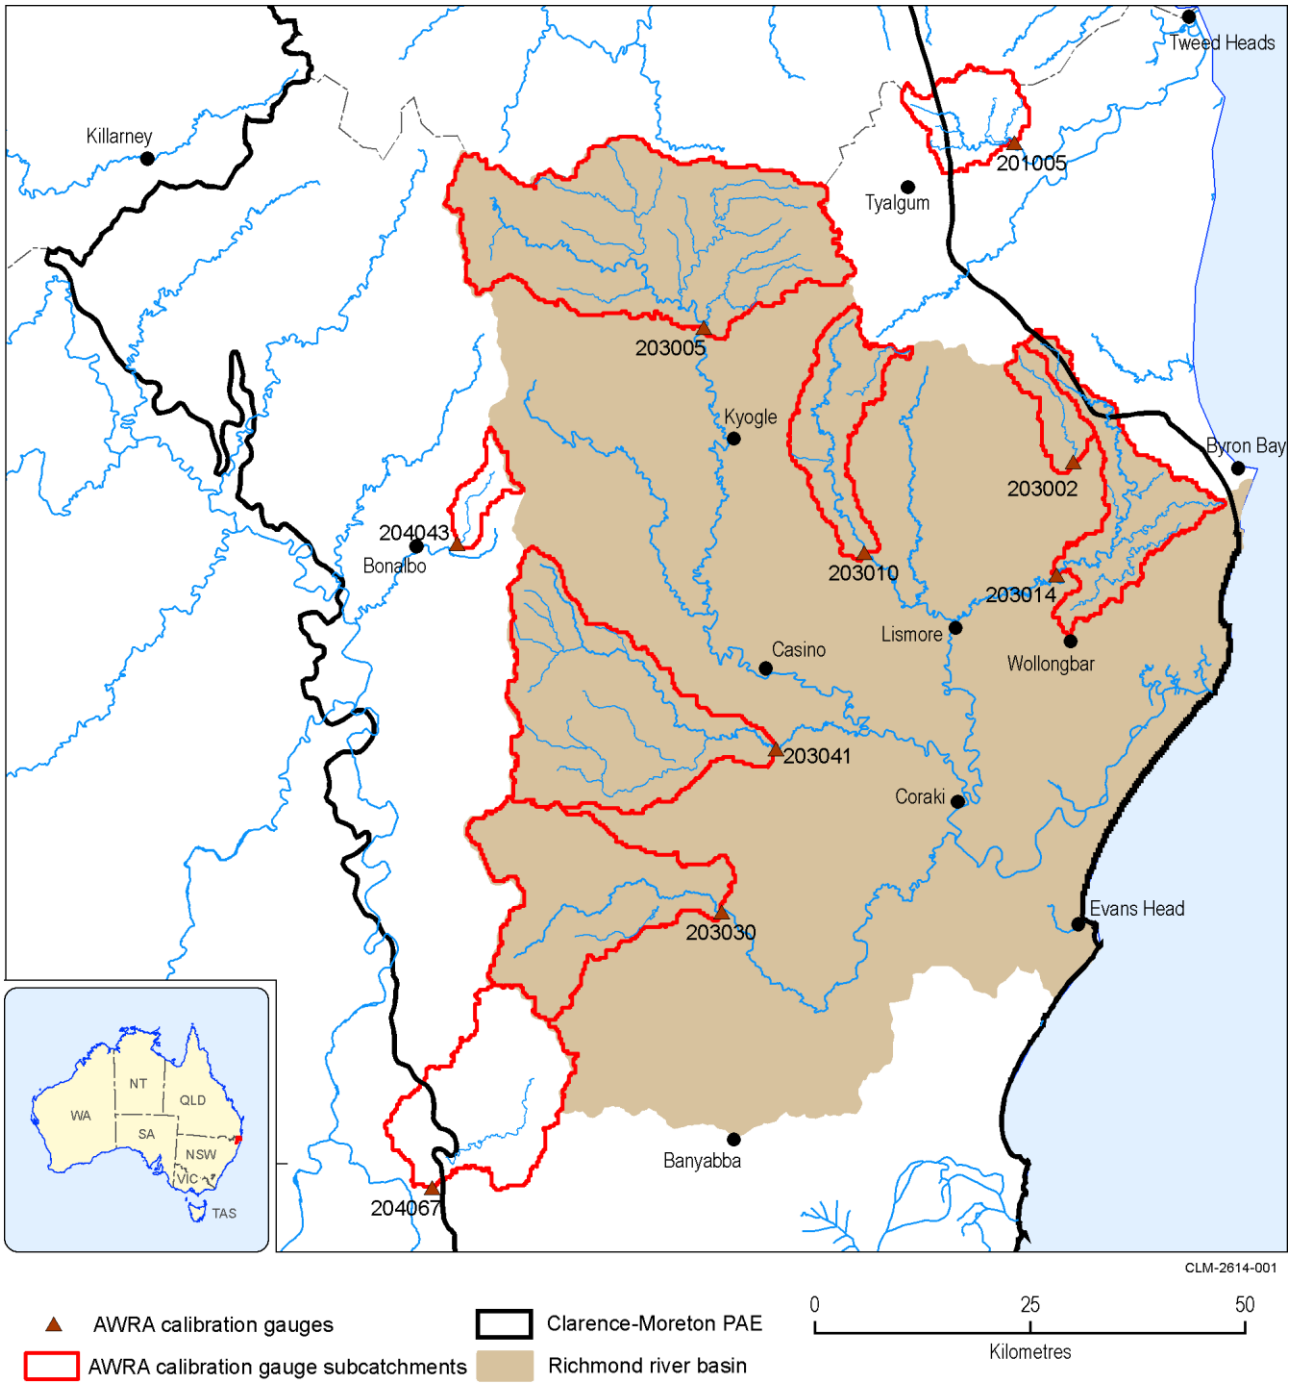 Tweed Heads
Killarney
201005
Tyalgum
203005
Kyogle
Byron Bay
203002
204043
Bonalbo
203010
203014
Lismore
Casino
Wollongbar
203041
Coraki
Evans Head
203030
Banyabba
204067
NT
QLD
WA
SA
NSW
VIC
TAS
CLM-2614-001
AWRA calibration gauges
Clarence-Moreton PAE
0 25 50
Kilometres
AWRA calibration gauge subcatchments
Richmond river basin